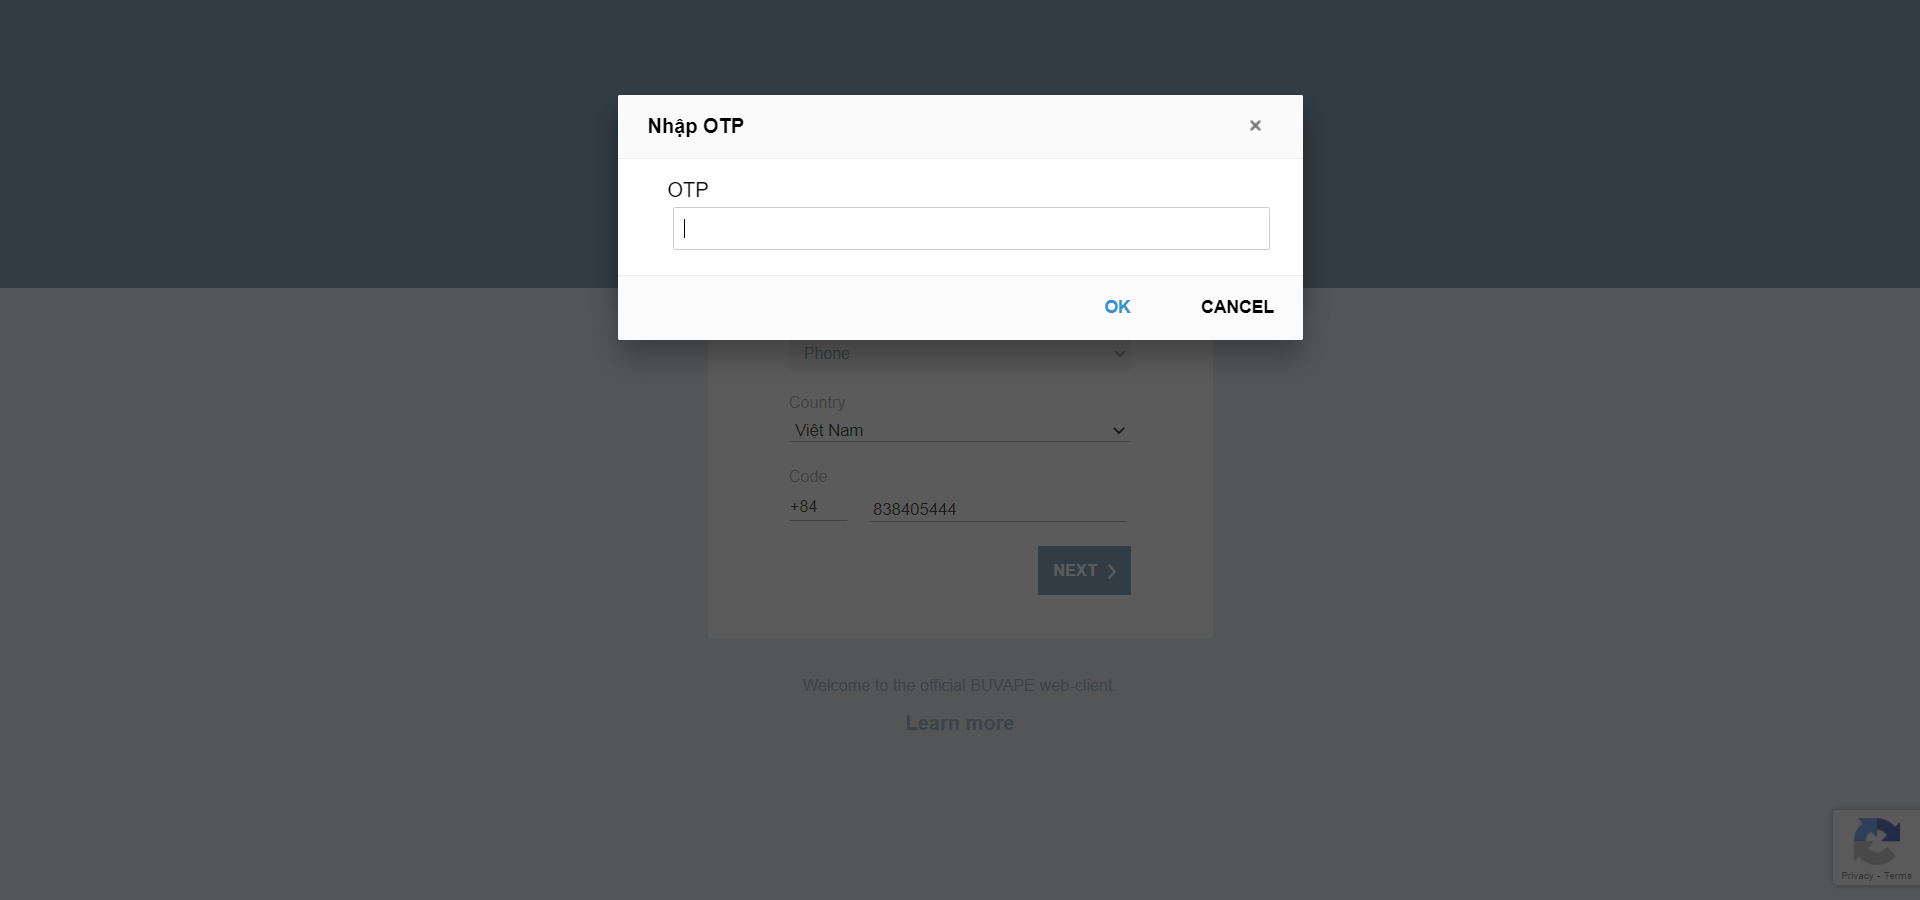 Nhập OTP
×
OTP
OK CANCEL
Phone
Country
Việt Nam
Code
+84 838405444
NEXT
Welcome to the official BUVAPE web-client.
Learn more
Privacy - Terms